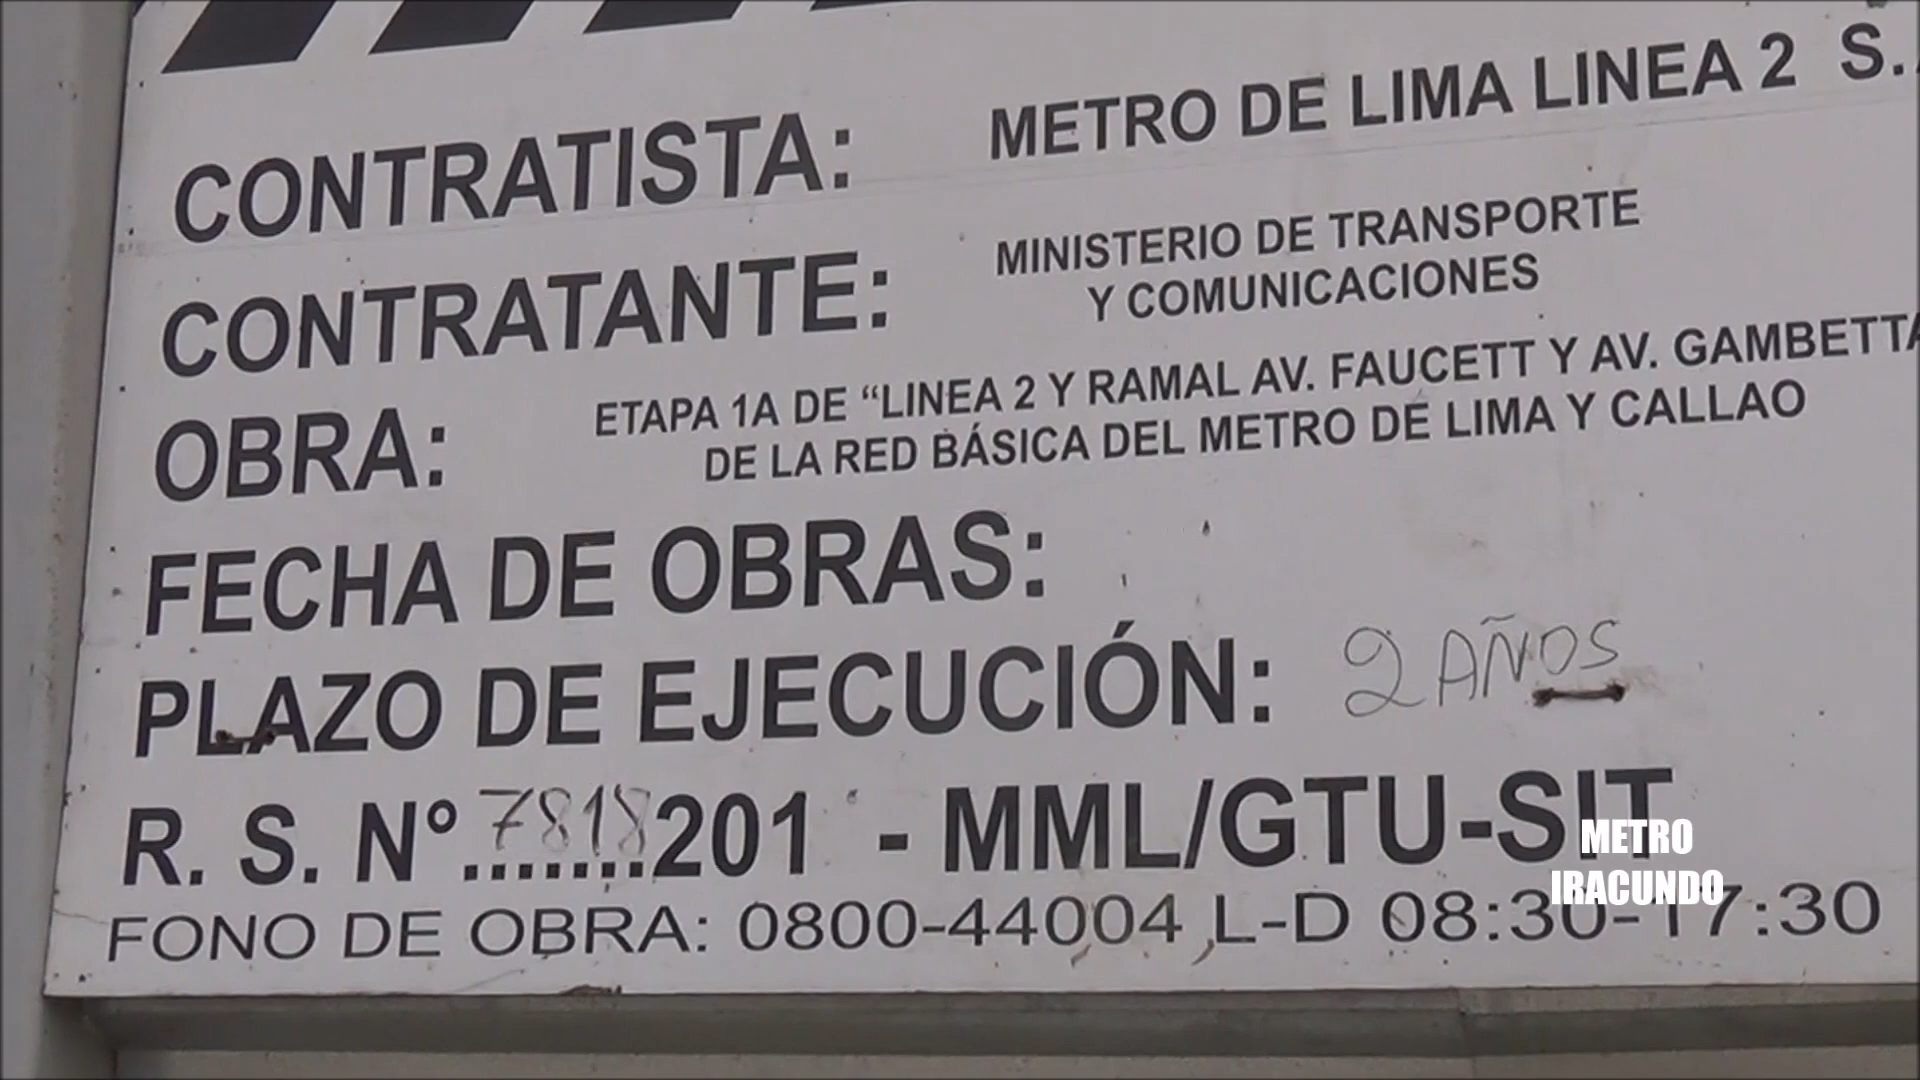 CONTRATISTA: METRO DE LIMA LINEA 2 S.
CONTRATANTE: MINISTERIO DE TRANSPORTE
Y COMUNICACIONES
OBRA: ETAPA 1A DE “LINEA 2 Y RAMAL AV. FAUCETT Y AV. GAMBETTA
DE LA RED BÁSICA DEL METRO DE LIMA Y CALLAO
FECHA DE OBRAS:
PLAZO DE EJECUCIÓN: 2 AÑOS
R. S. N°.7818.201 - MML/GTU-SIT
FONO DE OBRA: 0800-44004 L-D 08:30-17:30
METRO
IRACUNDO